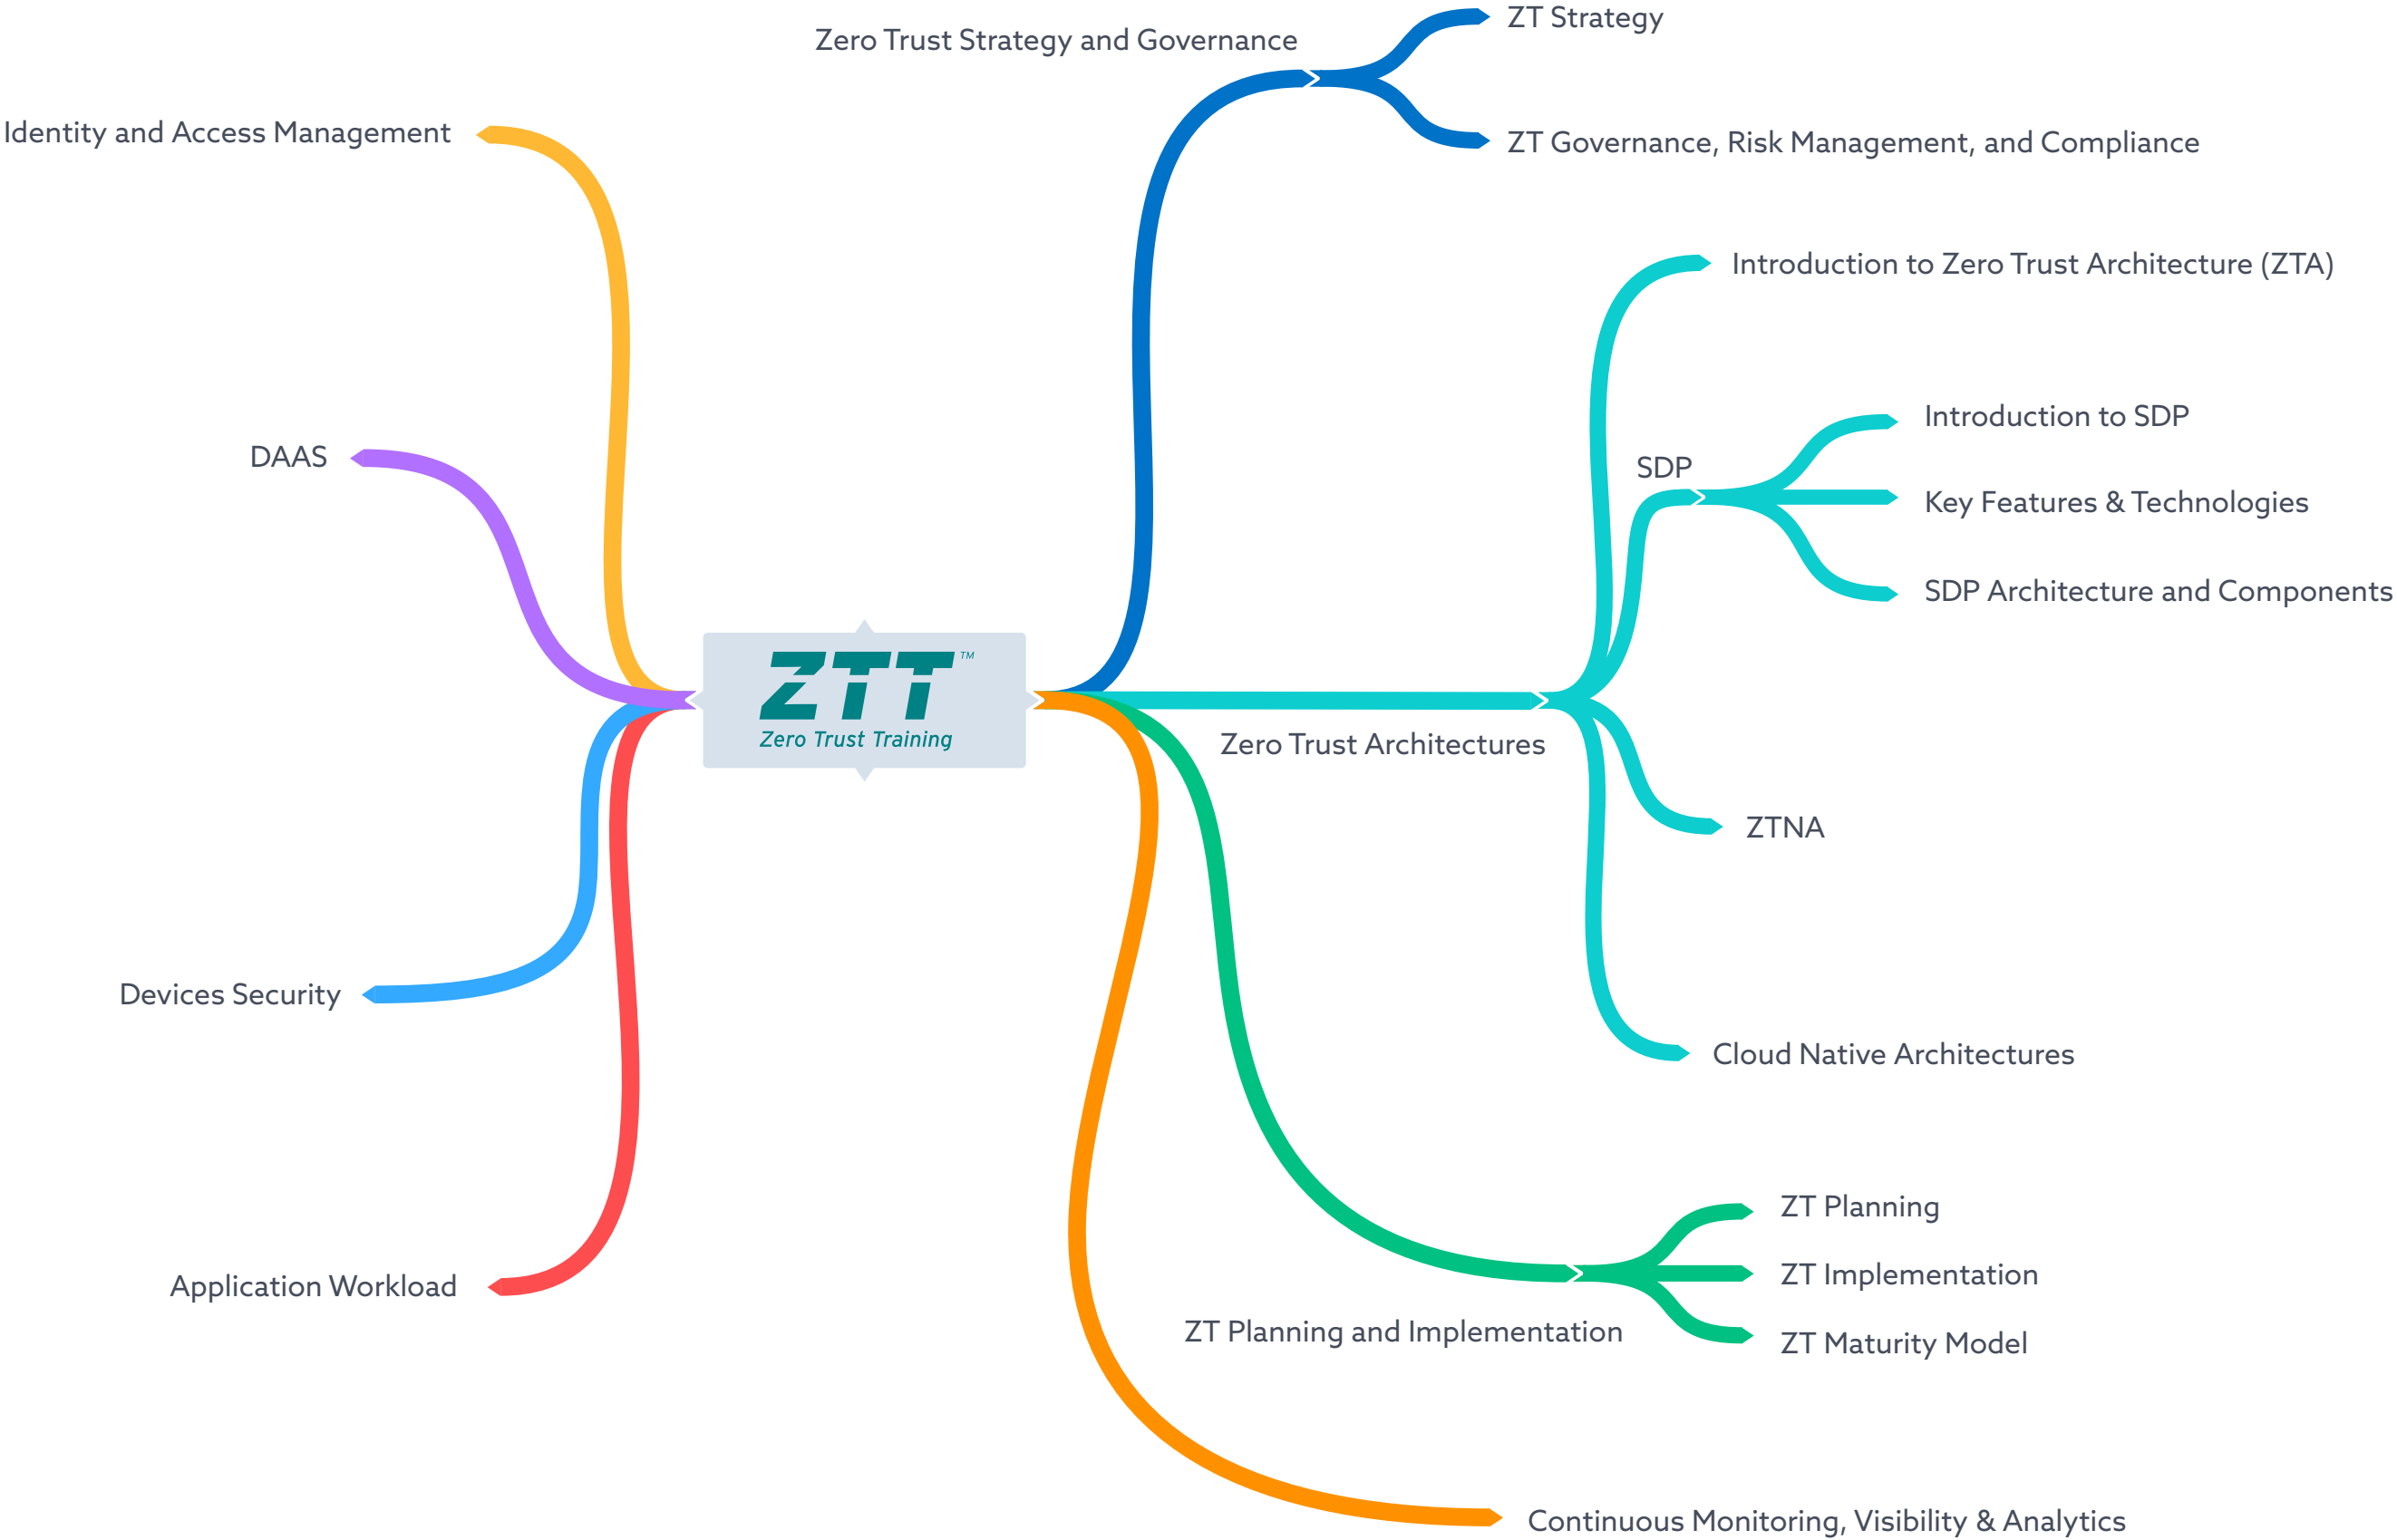 ZT Strategy
Zero Trust Strategy and Governance
Identity and Access Management
ZT Governance, Risk Management, and Compliance
Introduction to Zero Trust Architecture (ZTA)
Introduction to SDP
DAAS
SDP
Key Features & Technologies
SDP Architecture and Components
ZTT™
Zero Trust Training
Zero Trust Architectures
ZTNA
Devices Security
Cloud Native Architectures
ZT Planning
ZT Implementation
Application Workload
ZT Planning and Implementation
ZT Maturity Model
Continuous Monitoring, Visibility & Analytics